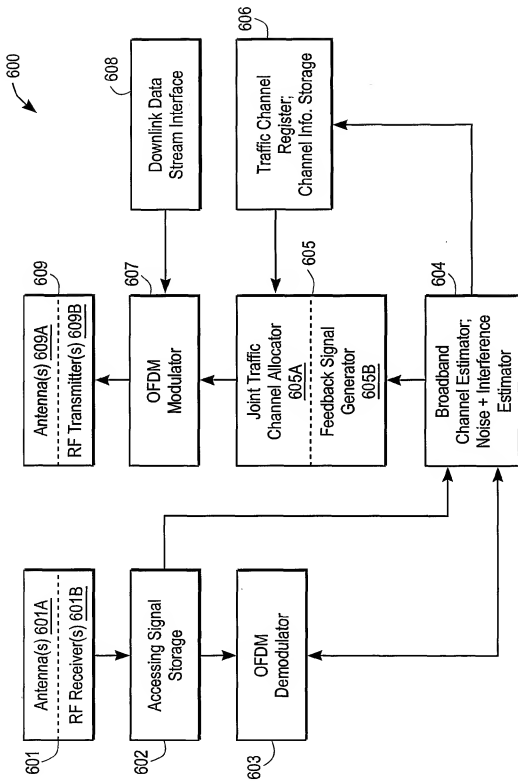 600
601
Antenna(s) 601A
RF Receiver(s) 601B
602
Accessing Signal
Storage
603
OFDM
Demodulator
609
Antenna(s) 609A
RF Transmitter(s) 609B
607
OFDM
Modulator
608
Downlink Data
Stream Interface
605
Joint Traffic
Channel Allocator
605A
Feedback Signal
Generator
605B
606
Traffic Channel
Register;
Channel Info. Storage
604
Broadband
Channel Estimator;
Noise + Interference
Estimator